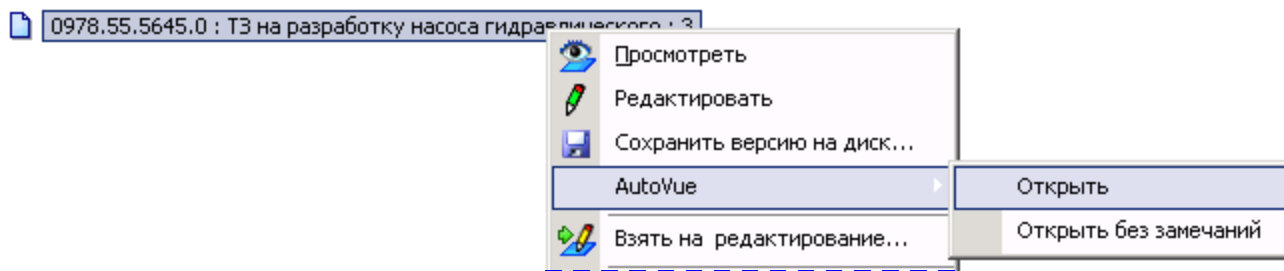 0978.55.5645.0 : ТЗ на разработку насоса гидравлического : 3
Просмотреть
Редактировать
Сохранить версию на диск...
AutoVue
Открыть
Открыть без замечаний
Взять на редактирование...